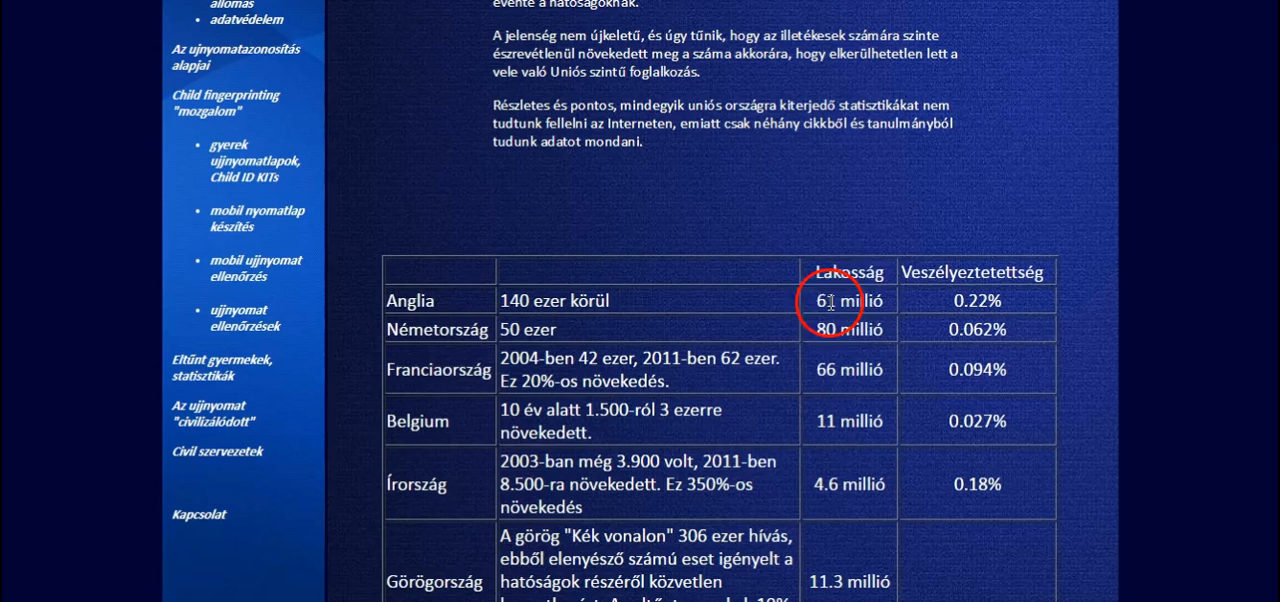 állomás
adatvédelem
Az ujnyomatazonosítás
alapjai
Child fingerprinting
"mozgalom"
gyerek
ujjnyomatlapok,
Child ID KITs
mobil nyomatlap
készítés
mobil ujjnyomat
ellenőrzés
ujjnyomat
ellenőrzések
Eltűnt gyermekek,
statisztikák
Az ujjnyomat
"civilizálódott"
Civil szervezetek
Kapcsolat
évente a hatóságoknak.
A jelenség nem újkeletű, és úgy tűnik, hogy az illetékesek számára szinte
észrevétlenül növekedett meg a száma akkorára, hogy elkerülhetetlen lett a
vele való Uniós szintű foglalkozás.
Részletes és pontos, mindegyik uniós országra kiterjedő statisztikákat nem
tudtunk fellelni az Interneten, emiatt csak néhány cikkből és tanulmányból
tudunk adatot mondani.
Lakosság Veszélyeztetettség
Anglia 140 ezer körül 61 millió 0.22%
Németország 50 ezer 80 millió 0.062%
Franciaország 2004-ben 42 ezer, 2011-ben 62 ezer. 66 millió 0.094%
Ez 20%-os növekedés.
Belgium 10 év alatt 1.500-ról 3 ezerre 11 millió 0.027%
növekedett.
Írország 2003-ban még 3.900 volt, 2011-ben 4.6 millió 0.18%
8.500-ra növekedett. Ez 350%-os
növekedés
Görögország A görög "Kék vonalon" 306 ezer hívás, 11.3 millió
ebből elenyésző számú eset igényelt a
hatóságok részéről közvetlen